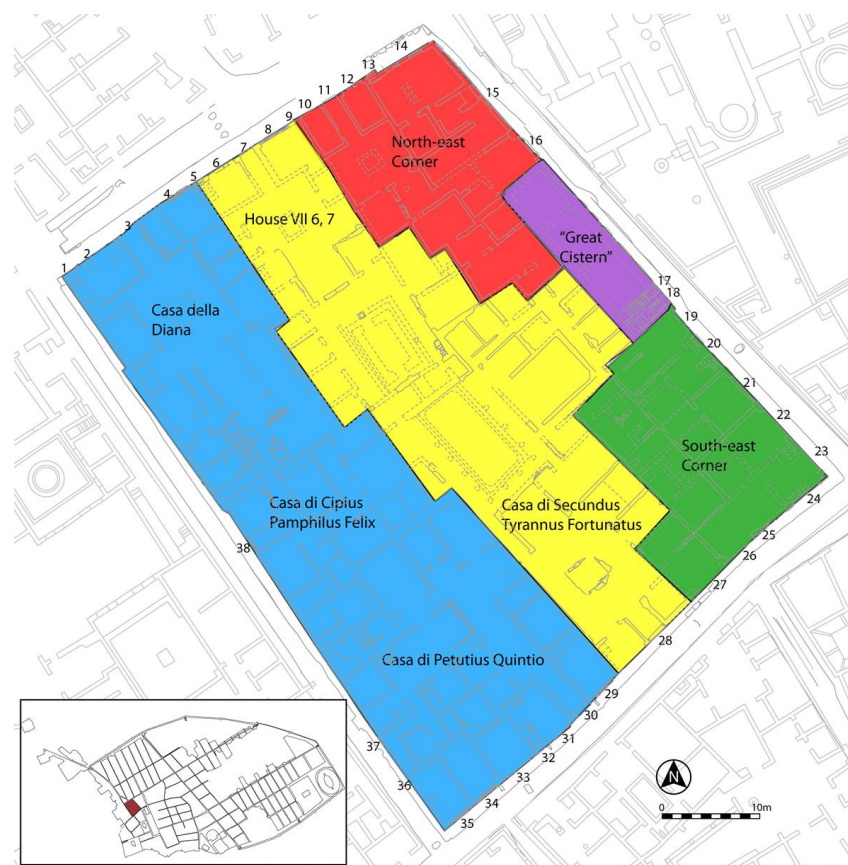 14
13
12
11
10
9
8
7
6
5
4
3
2
1
15
16
North-east
Corner
House VII 6, 7
"Great
Cistern"
17
18
19
20
21
22
23
24
25
26
27
28
29
30
31
32
33
34
35
36
37
38
Casa della
Diana
Casa di Cipius
Pamphilus Felix
Casa di Secundus
Tyrannus Fortunatus
South-east
Corner
Casa di Petutius Quintio
N
0
10m